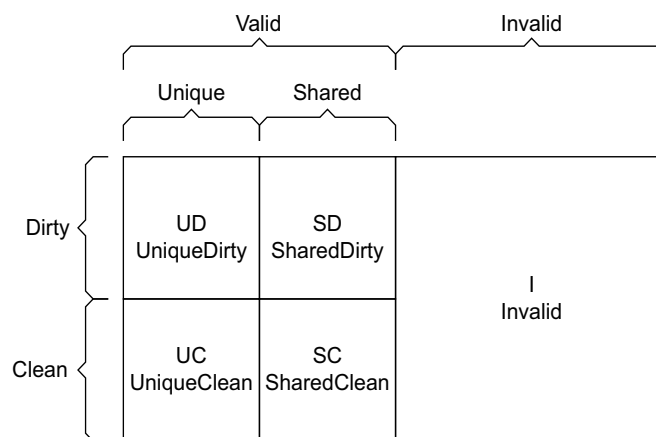 Valid
Invalid
Unique
Shared
Dirty
UD
UniqueDirty
SD
SharedDirty
I
Invalid
Clean
UC
UniqueClean
SC
SharedClean